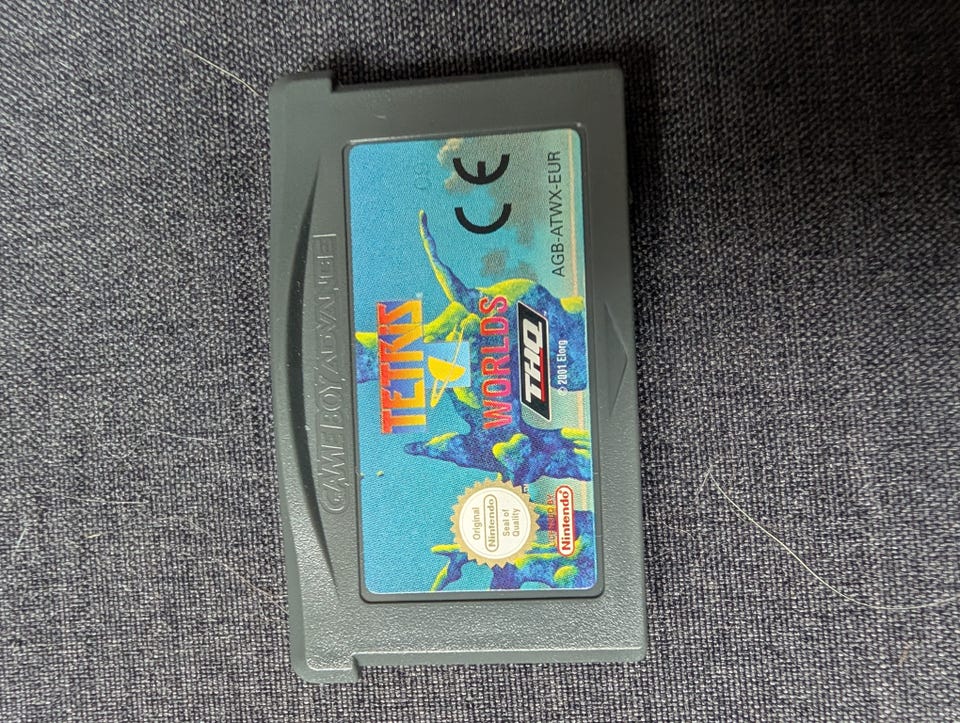 GAME BOY ADVANCE
TETRIS
WORLDS
THQ
© 2001 Elorg
Original
Nintendo
Seal of
Quality
LICENSED BY
Nintendo
CE
AGB-ATWX-EUR